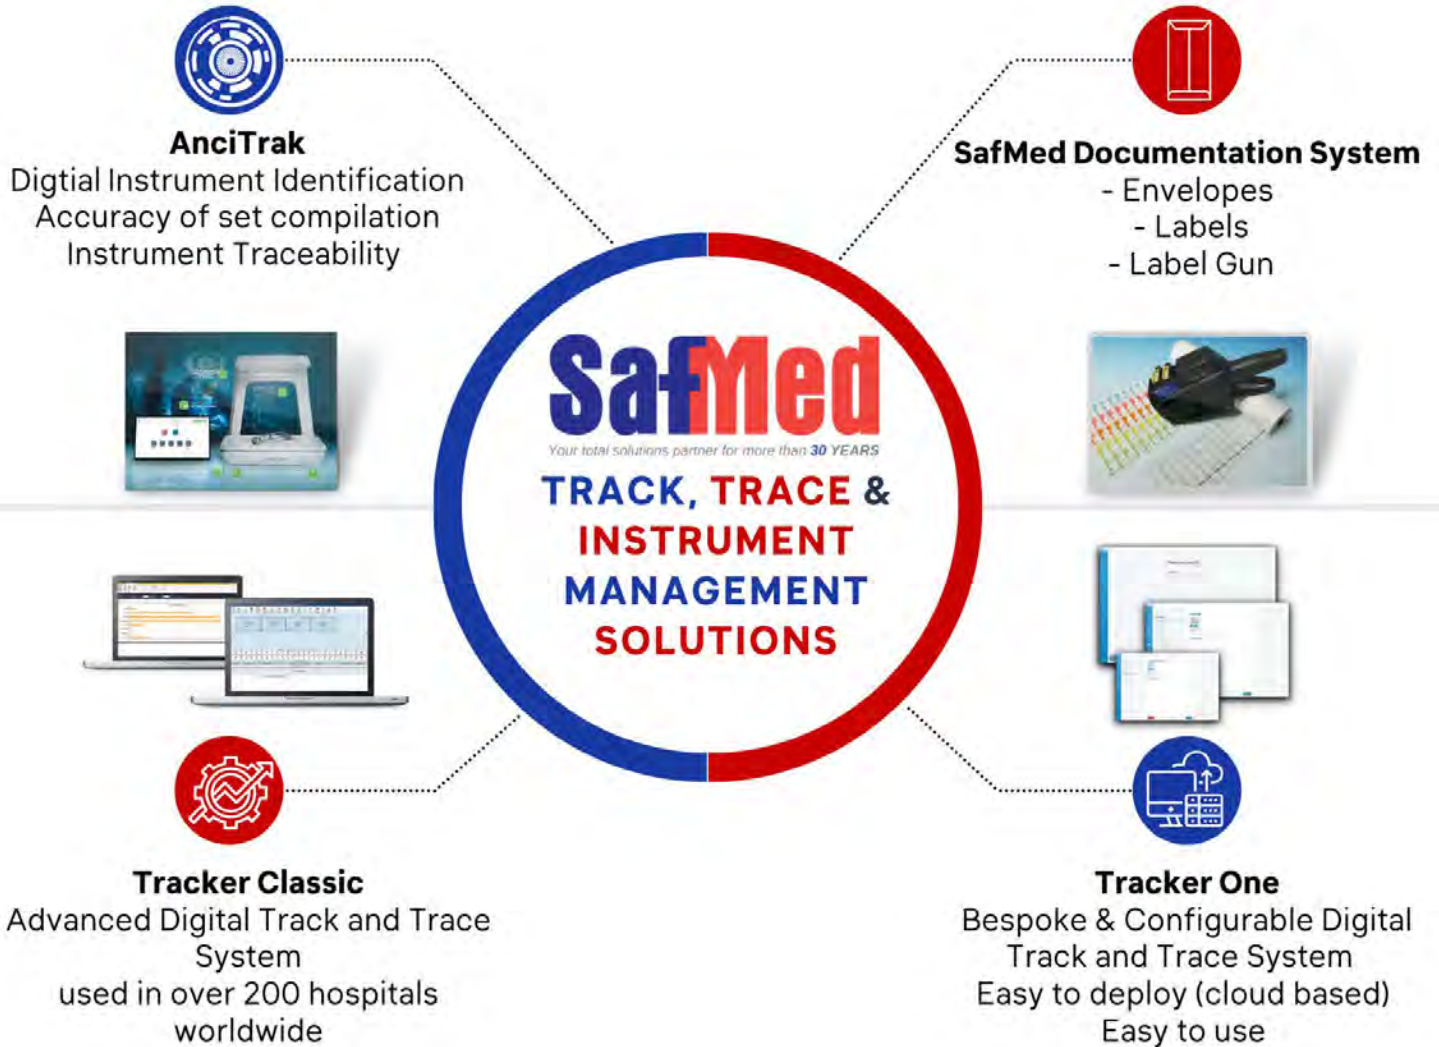 AnciTrak
Digtial Instrument Identification
Accuracy of set compilation
Instrument Traceability
SafMed Documentation System
- Envelopes
- Labels
- Label Gun
SafMed
Your total solutions partner for more than 30 YEARS
TRACK, TRACE &
INSTRUMENT
MANAGEMENT
SOLUTIONS
Tracker Classic
Advanced Digital Track and Trace
System
used in over 200 hospitals
worldwide
Tracker One
Bespoke & Configurable Digital
Track and Trace System
Easy to deploy (cloud based)
Easy to use